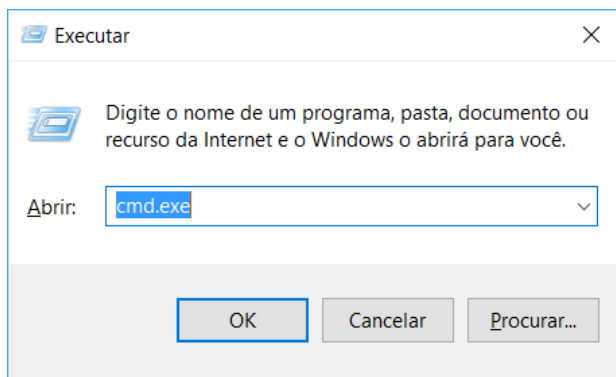 Executar
Digite o nome de um programa, pasta, documento ou
recurso da Internet e o Windows o abrirá para você.
Abrir: cmd.exe
OK Cancelar Procurar...